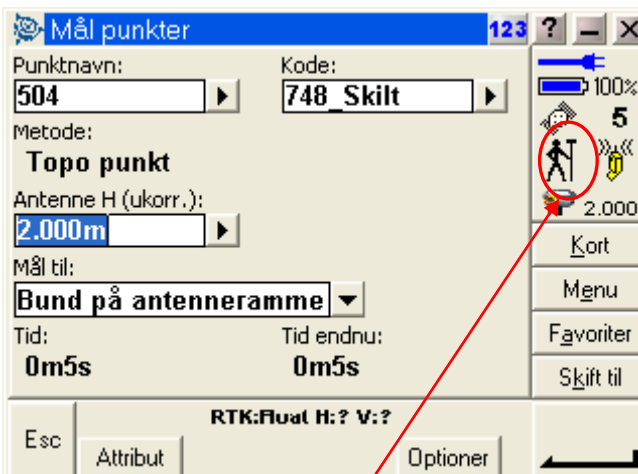 Mål punkter 123 ? _ X
Punktnavn: Kode:
504 748_Skilt
100%
Metode:
5
Topo punkt
Antenne H (ukorr.):
2.000
2.000m
Kort
Mål til:
Menu
Bund på antenneramme
Tid: Tid endnu:
Favoriter
0m5s 0m5s
Skift til
RTK:Float H:? V:?
Esc
Attribut Optioner